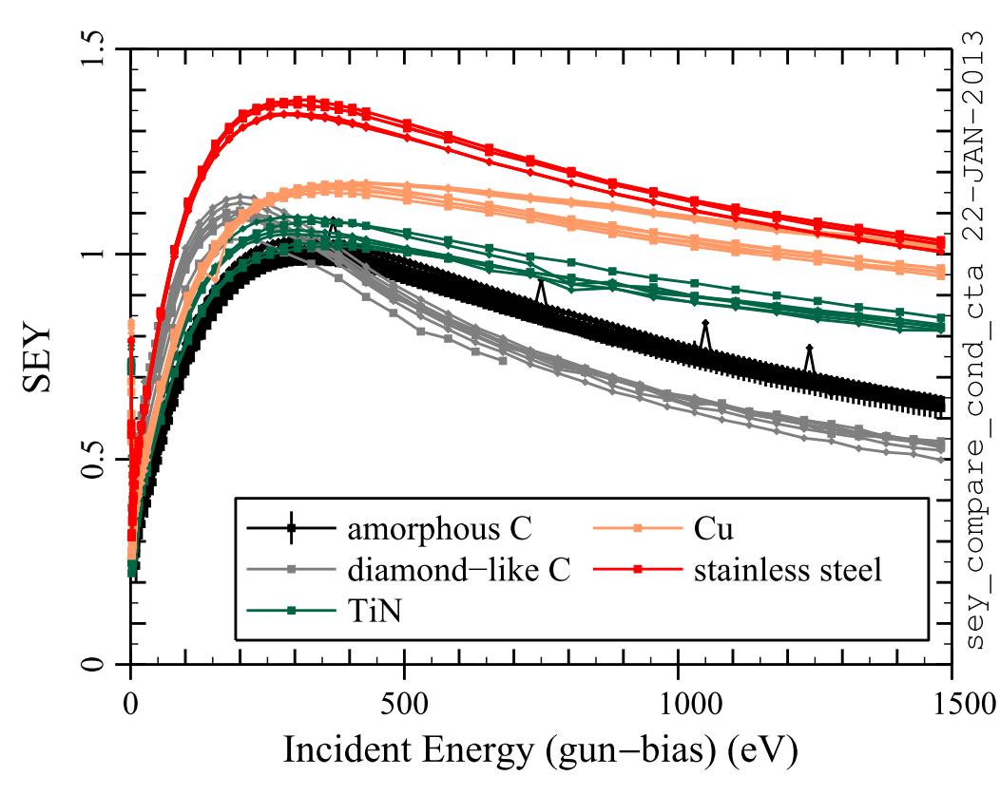 1.5
1
0.5
0
SEY
0
500
1000
1500
Incident Energy (gun−bias) (eV)
amorphous C
diamond−like C
TiN
Cu
stainless steel
sey_compare_cond_cta 22-JAN-2013